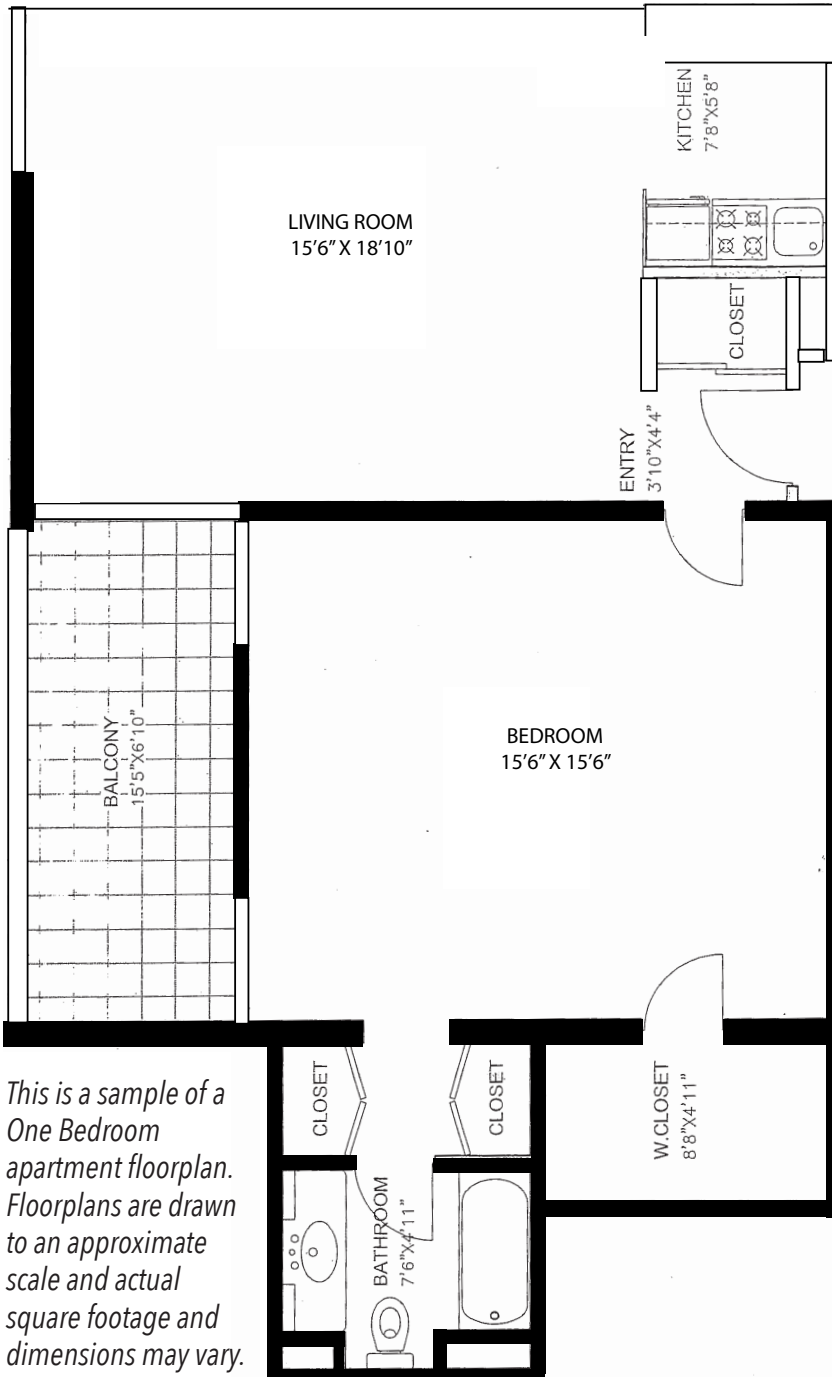 KITCHEN
7'8"X5'8"
LIVING ROOM
15'6” X 18'10”
CLOSET
ENTRY
3'10"X4'4"
BALCONY
15'5"X6'10"
BEDROOM
15'6” X 15'6”
CLOSET
CLOSET
W.CLOSET
8'8"X4'11"
BATHROOM
7'6"X4'11"
This is a sample of a
One Bedroom
apartment floorplan.
Floorplans are drawn
to an approximate
scale and actual
square footage and
dimensions may vary.